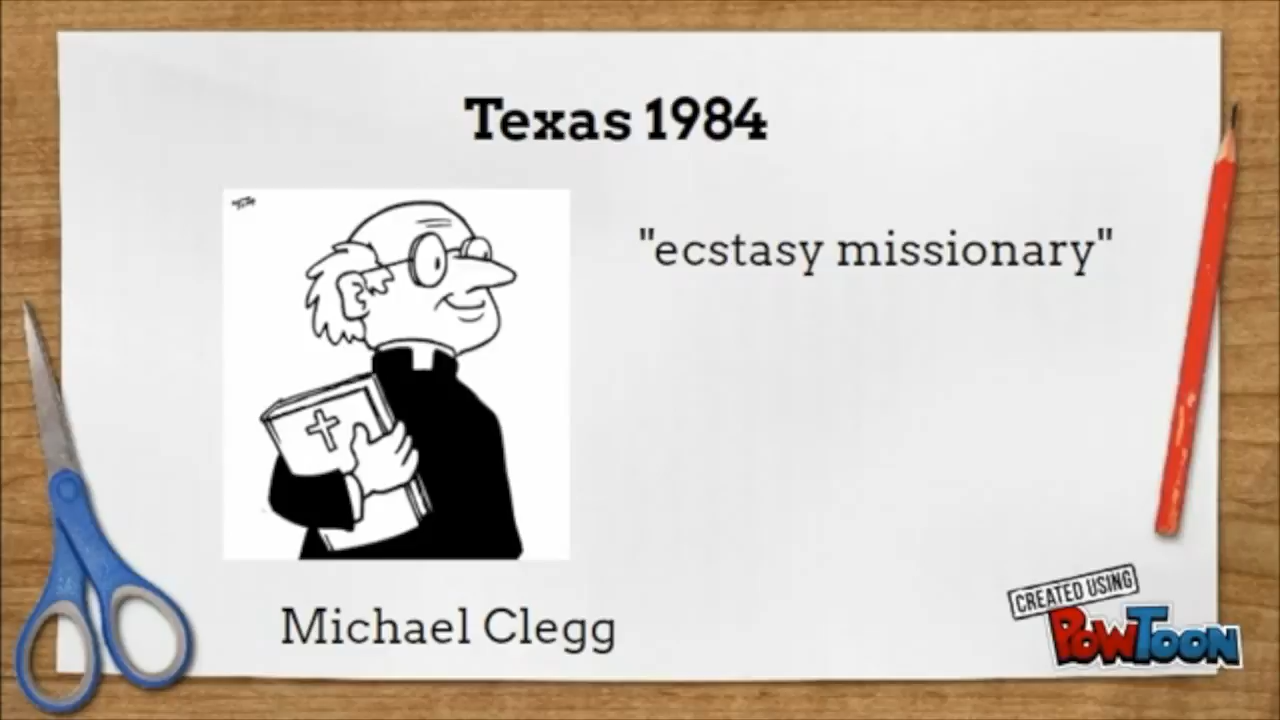 Texas 1984
"ecstasy missionary"
Michael Clegg
CREATED USING
POWTOON